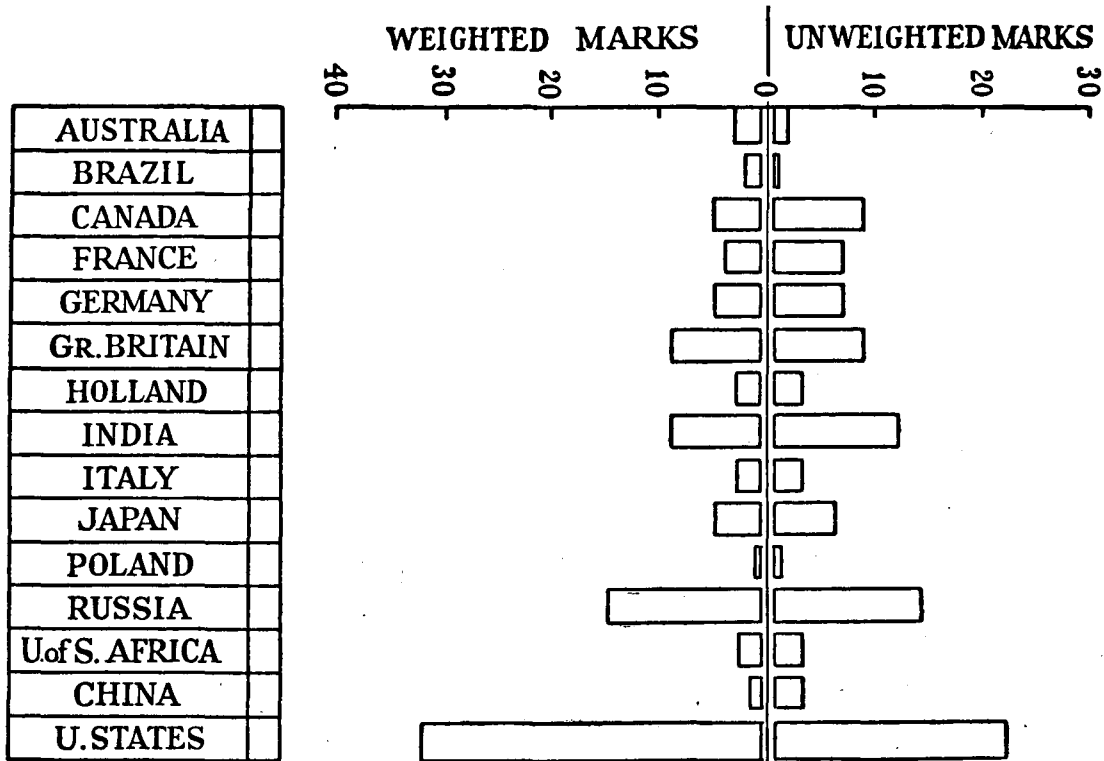 WEIGHTED MARKS UNWEIGHTED MARKS
40 30 20 10 0 10 20 30
AUSTRALIA
BRAZIL
CANADA
FRANCE
GERMANY
GR. BRITAIN
HOLLAND
INDIA
ITALY
JAPAN
POLAND
RUSSIA
U.of S. AFRICA
CHINA
U. STATES